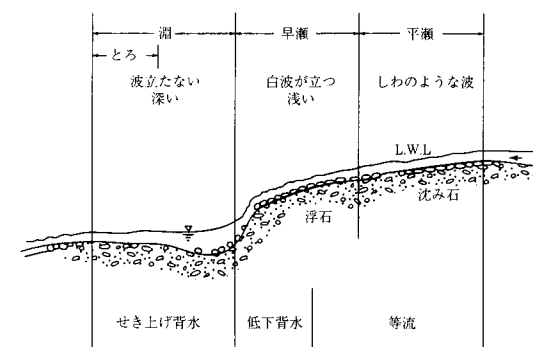 淵
早瀬
平瀬
とろ
波立たない
深い
白波が立つ
浅い
しわのような波
L.W.L
浮石
沈み石
せき上げ背水
低下背水
等流